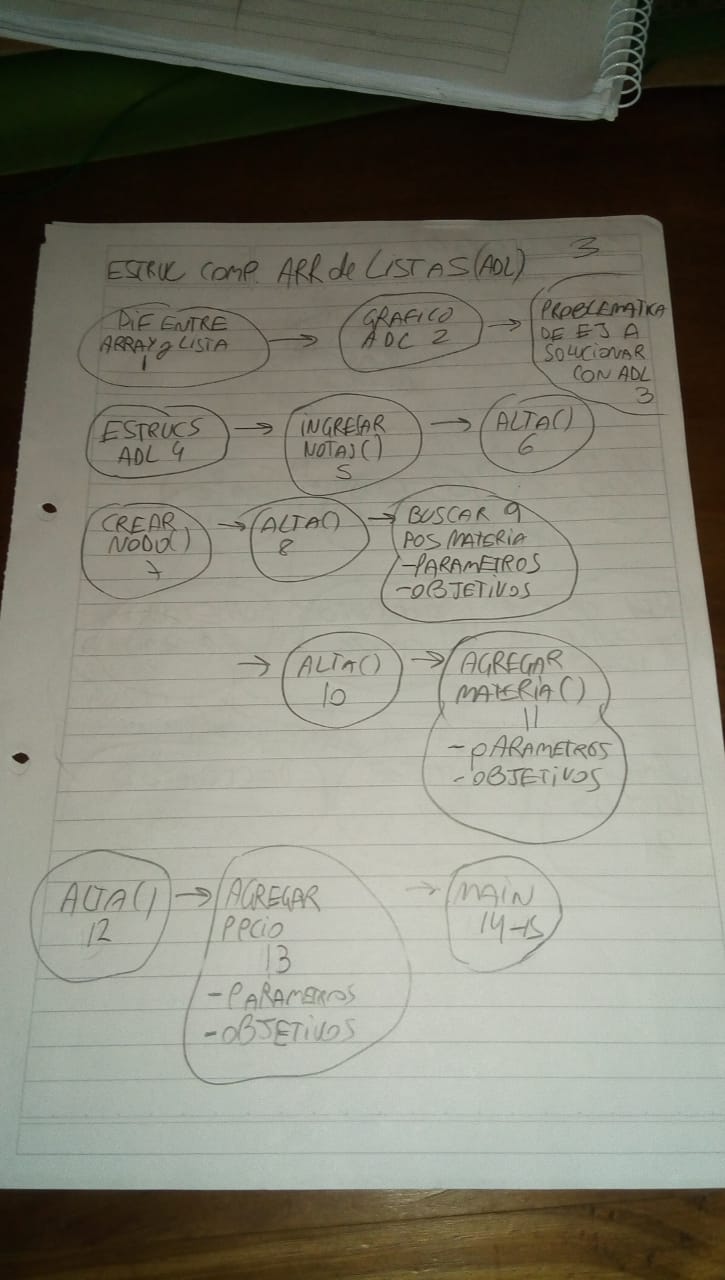 3
ESTRUC COMP. ARR de LISTAS (ADL)
DIF ENTRE
ARRAY y LISTA
1
→
GRAFICO
ADC 2
→
PROBLEMATIKA
DE EJ A
SOLUCIONAR
CON ADL
3
ESTRUCS
ADL 4
→
INGRESAR
NOTAS()
5
→
ALTA()
6
CREAR
NODO()
7
→
ALTA()
8
→
BUSCAR 9
POS MATERIA
-PARAMETROS
-OBJETIVOS
→
ALTA()
10
→
AGREGAR
MATERIA()
11
-PARAMETROS
-OBJETIVOS
ALTA()
12
→
AGREGAR
PPCIO
13
-PARAMETROS
-OBJETIVOS
→
MAIN
14-15